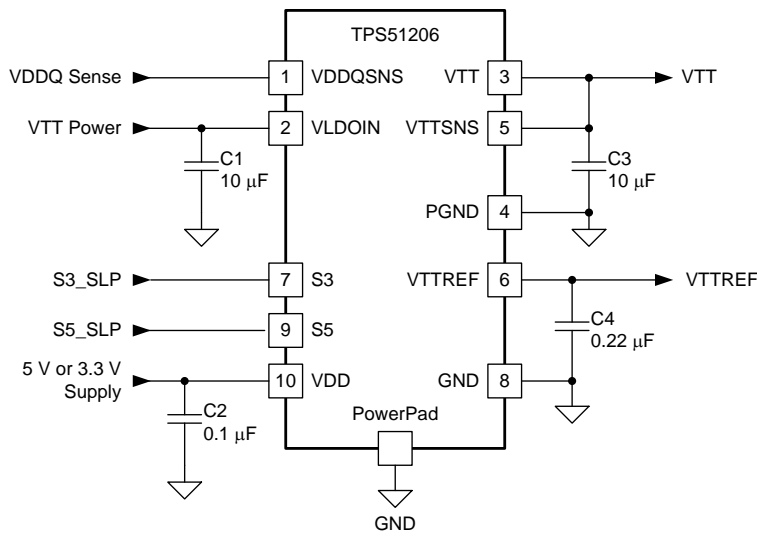 TPS51206
VDDQ Sense 1 VDDQSNS VTT 3 VTT
VTT Power 2 VLDOIN VTTSNS 5
C1
10 μF
C3
10 μF
PGND 4
S3_SLP 7 S3 VTTREF 6 VTTREF
S5_SLP 9 S5
C4
0.22 μF
5 V or 3.3 V
Supply
10 VDD GND 8
C2
0.1 μF
PowerPad
GND